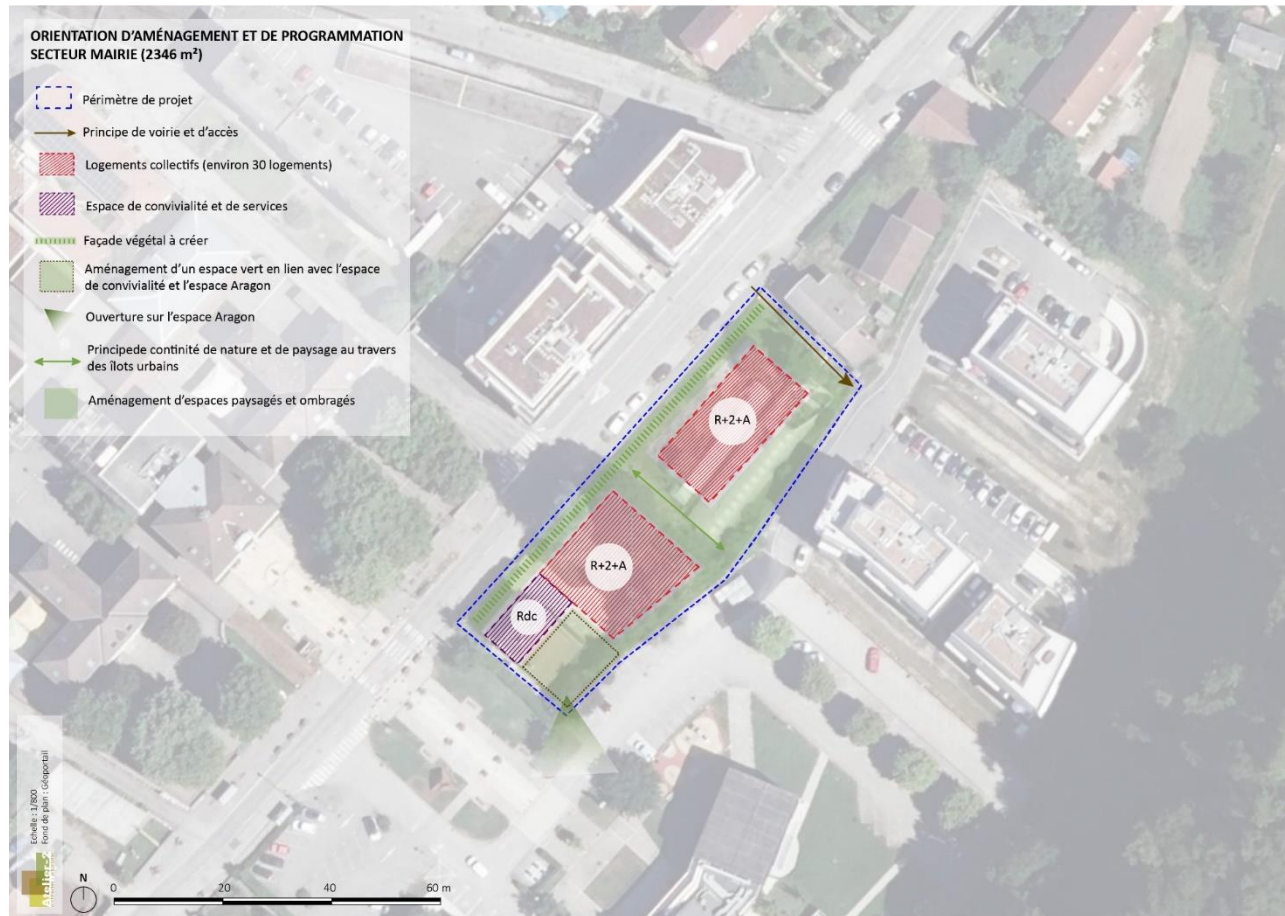 ORIENTATION D'AMÉNAGEMENT ET DE PROGRAMMATION
SECTEUR MAIRIE (2346 m²)
Périmètre de projet
Principe de voirie et d'accès
Logements collectifs (environ 30 logements)
Espace de convivialité et de services
Façade végétal à créer
Aménagement d'un espace vert en lien avec l'espace
de convivialité et l'espace Aragon
Ouverture sur l'espace Aragon
Principede continité de nature et de paysage au travers
des îlots urbains
Aménagement d'espaces paysagés et ombragés
R+2+A
R+2+A
Rdc
Atelier-2
Echelle : 1/800
Fond de plan : Géoportail
N
0 20 40 60 m